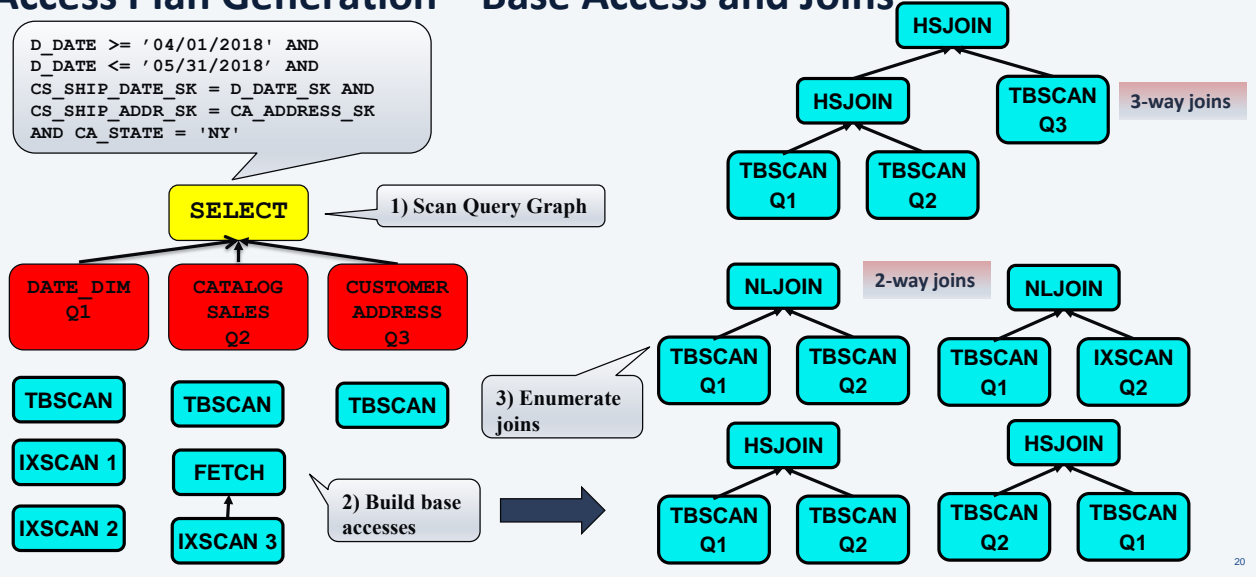 Access Plan Generation – Base Access and Joins
D_DATE >= '04/01/2018' AND
D_DATE <= '05/31/2018’ AND
CS_SHIP_DATE_SK = D_DATE_SK AND
CS_SHIP_ADDR_SK = CA_ADDRESS_SK
AND CA_STATE = 'NY'
SELECT
1) Scan Query Graph
DATE_DIM
Q1
CATALOG
SALES
Q2
CUSTOMER
ADDRESS
Q3
TBSCAN
TBSCAN
TBSCAN
IXSCAN 1
FETCH
IXSCAN 2
IXSCAN 3
2) Build base
accesses
3) Enumerate
joins
HSJOIN
HSJOIN
TBSCAN
Q3
3-way joins
TBSCAN
Q1
TBSCAN
Q2
NLJOIN
2-way joins
NLJOIN
TBSCAN
Q1
TBSCAN
Q2
TBSCAN
Q1
IXSCAN
Q2
HSJOIN
HSJOIN
TBSCAN
Q1
TBSCAN
Q2
TBSCAN
Q2
TBSCAN
Q1
20